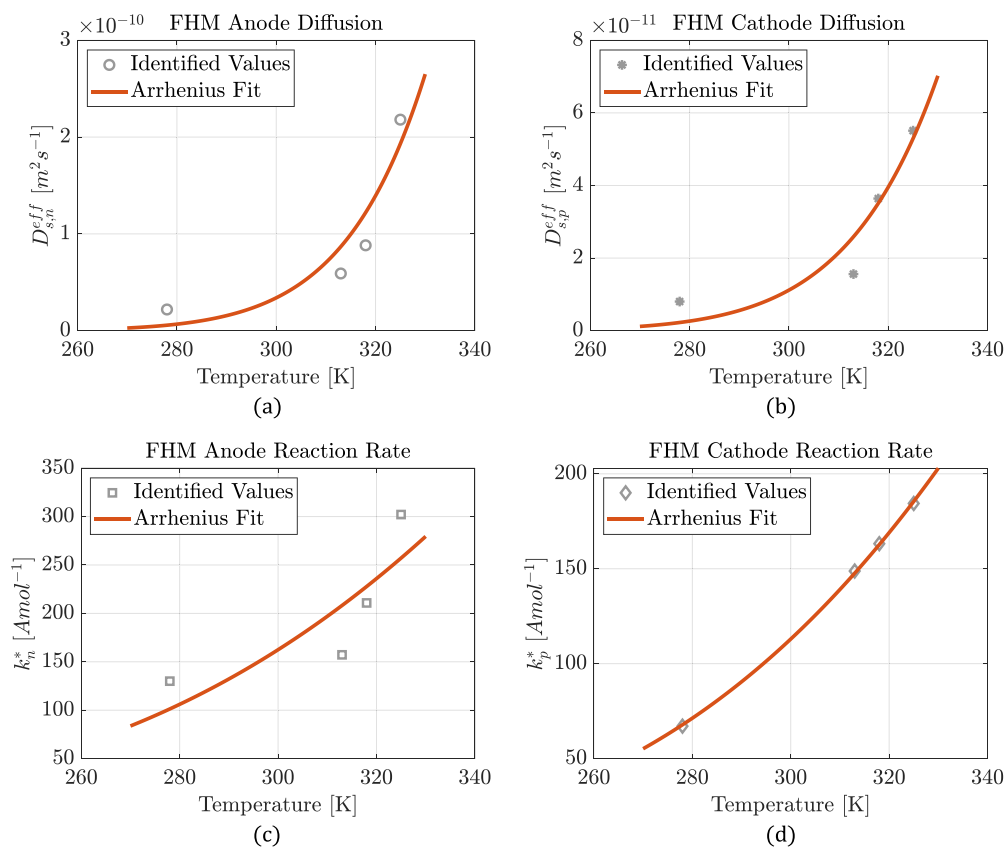 FHM Anode Diffusion
×10⁻¹⁰
3
2
1
0
260 280 300 320 340
Identified Values
Arrhenius Fit
D_{s,n}^{eff} [m²s⁻¹]
Temperature [K]
(a)
FHM Cathode Diffusion
×10⁻¹¹
8
6
4
2
0
260 280 300 320 340
Identified Values
Arrhenius Fit
D_{s,p}^{eff} [m²s⁻¹]
Temperature [K]
(b)
FHM Anode Reaction Rate
350
300
250
200
150
100
50
260 280 300 320 340
Identified Values
Arrhenius Fit
k_n^* [Amol⁻¹]
Temperature [K]
(c)
FHM Cathode Reaction Rate
200
150
100
50
260 280 300 320 340
Identified Values
Arrhenius Fit
k_p^* [Amol⁻¹]
Temperature [K]
(d)